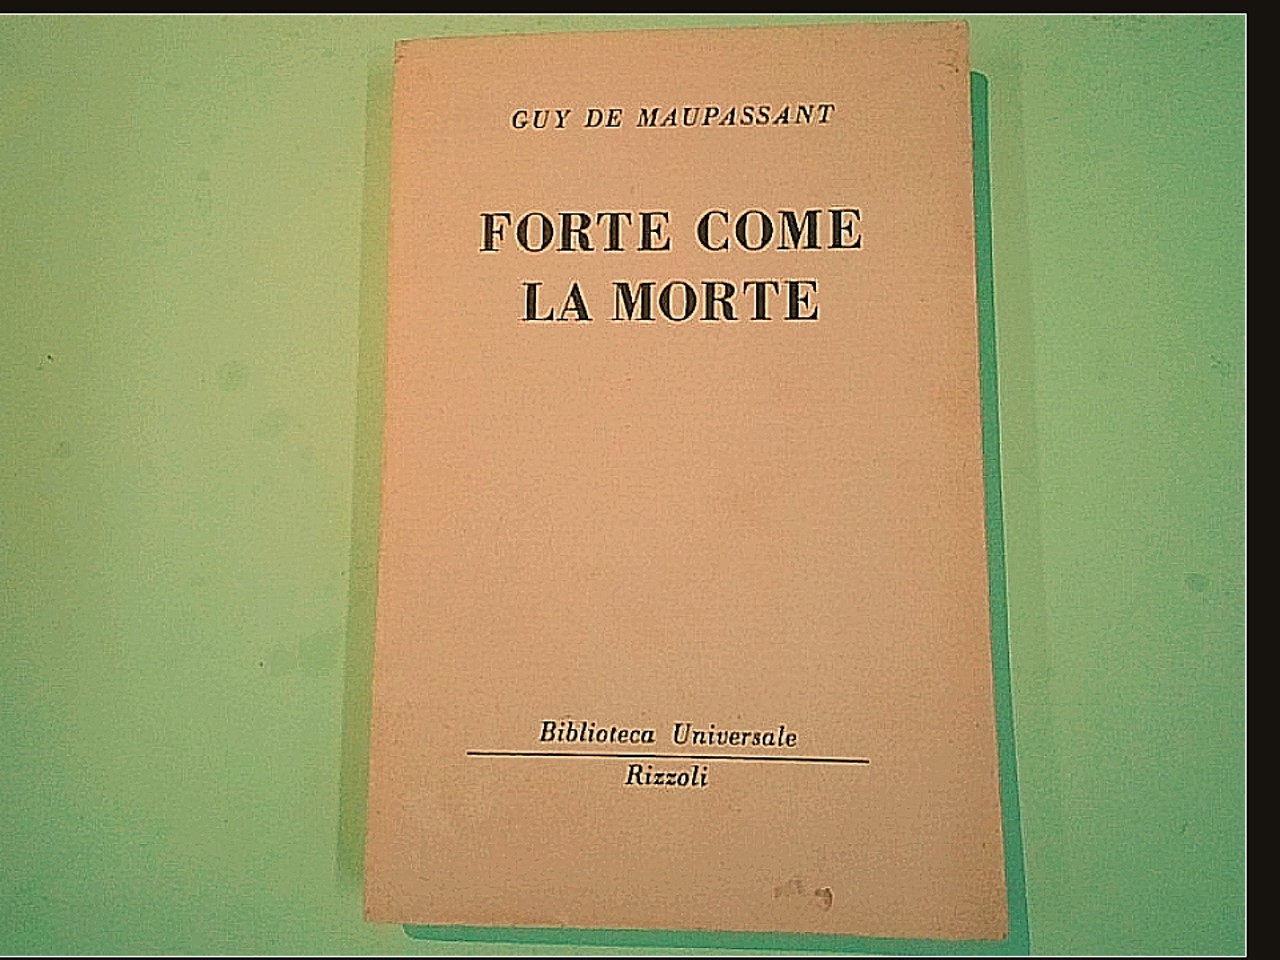 GUY DE MAUPASSANT
FORTE COME
LA MORTE
Biblioteca Universale
Rizzoli